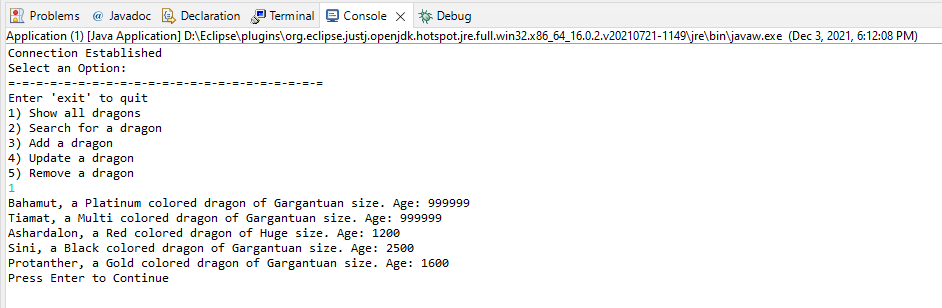 Problems @ Javadoc Declaration Terminal Console Debug
Application (1) [Java Application] D:\Eclipse\plugins\org.eclipse.justj.openjdk.hotspot.jre.full.win32.x86_64_16.0.2.v20210721-1149\jre\bin\javaw.exe (Dec 3, 2021, 6:12:08 PM)
Connection Established
Select an Option:
=-=-=-=-=-=-=-=-=-=-=-=-=-=-=-=-=-=-=-=-=-=-=
Enter 'exit' to quit
1) Show all dragons
2) Search for a dragon
3) Add a dragon
4) Update a dragon
5) Remove a dragon
1
Bahamut, a Platinum colored dragon of Gargantuan size. Age: 999999
Tiamat, a Multi colored dragon of Gargantuan size. Age: 999999
Ashardalon, a Red colored dragon of Huge size. Age: 1200
Sini, a Black colored dragon of Gargantuan size. Age: 2500
Protanther, a Gold colored dragon of Gargantuan size. Age: 1600
Press Enter to Continue